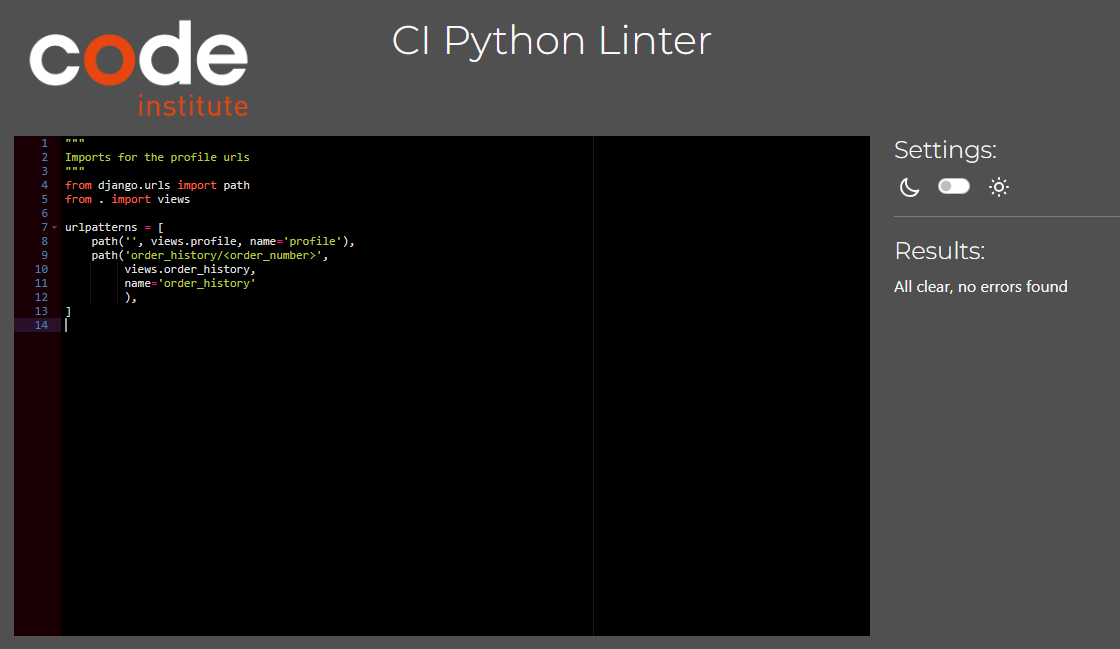 code
institute
CI Python Linter
1 """
2 Imports for the profile urls
3 """
4 from django.urls import path
5 from . import views
6
7 urlpatterns = [
8     path('', views.profile, name='profile'),
9     path('order_history/<order_number>',
10         views.order_history,
11         name='order_history'
12         ),
13 ]
14
Settings:
Results:
All clear, no errors found